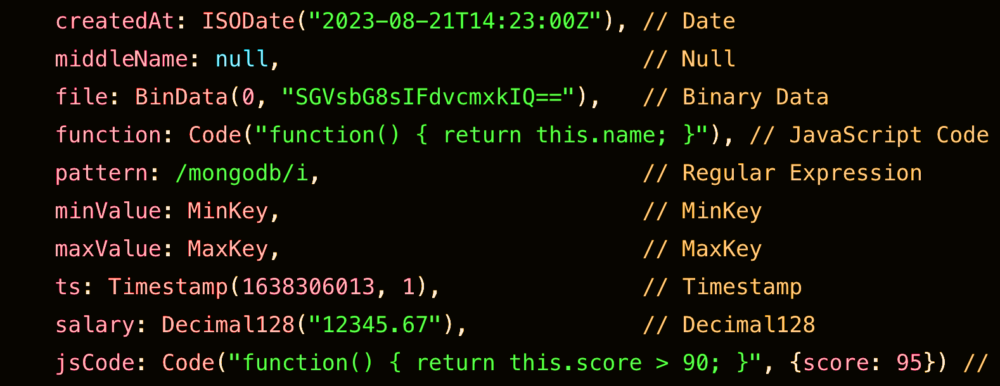 createdAt: ISODate("2023-08-21T14:23:00Z"), // Date
middleName: null, // Null
file: BinData(0, "SGVsbG8sIFdvcmxkIQ=="), // Binary Data
function: Code("function() { return this.name; }"), // JavaScript Code
pattern: /mongodb/i, // Regular Expression
minValue: MinKey, // MinKey
maxValue: MaxKey, // MaxKey
ts: Timestamp(1638306013, 1), // Timestamp
salary: Decimal128("12345.67"), // Decimal128
jsCode: Code("function() { return this.score > 90; }", {score: 95}) //